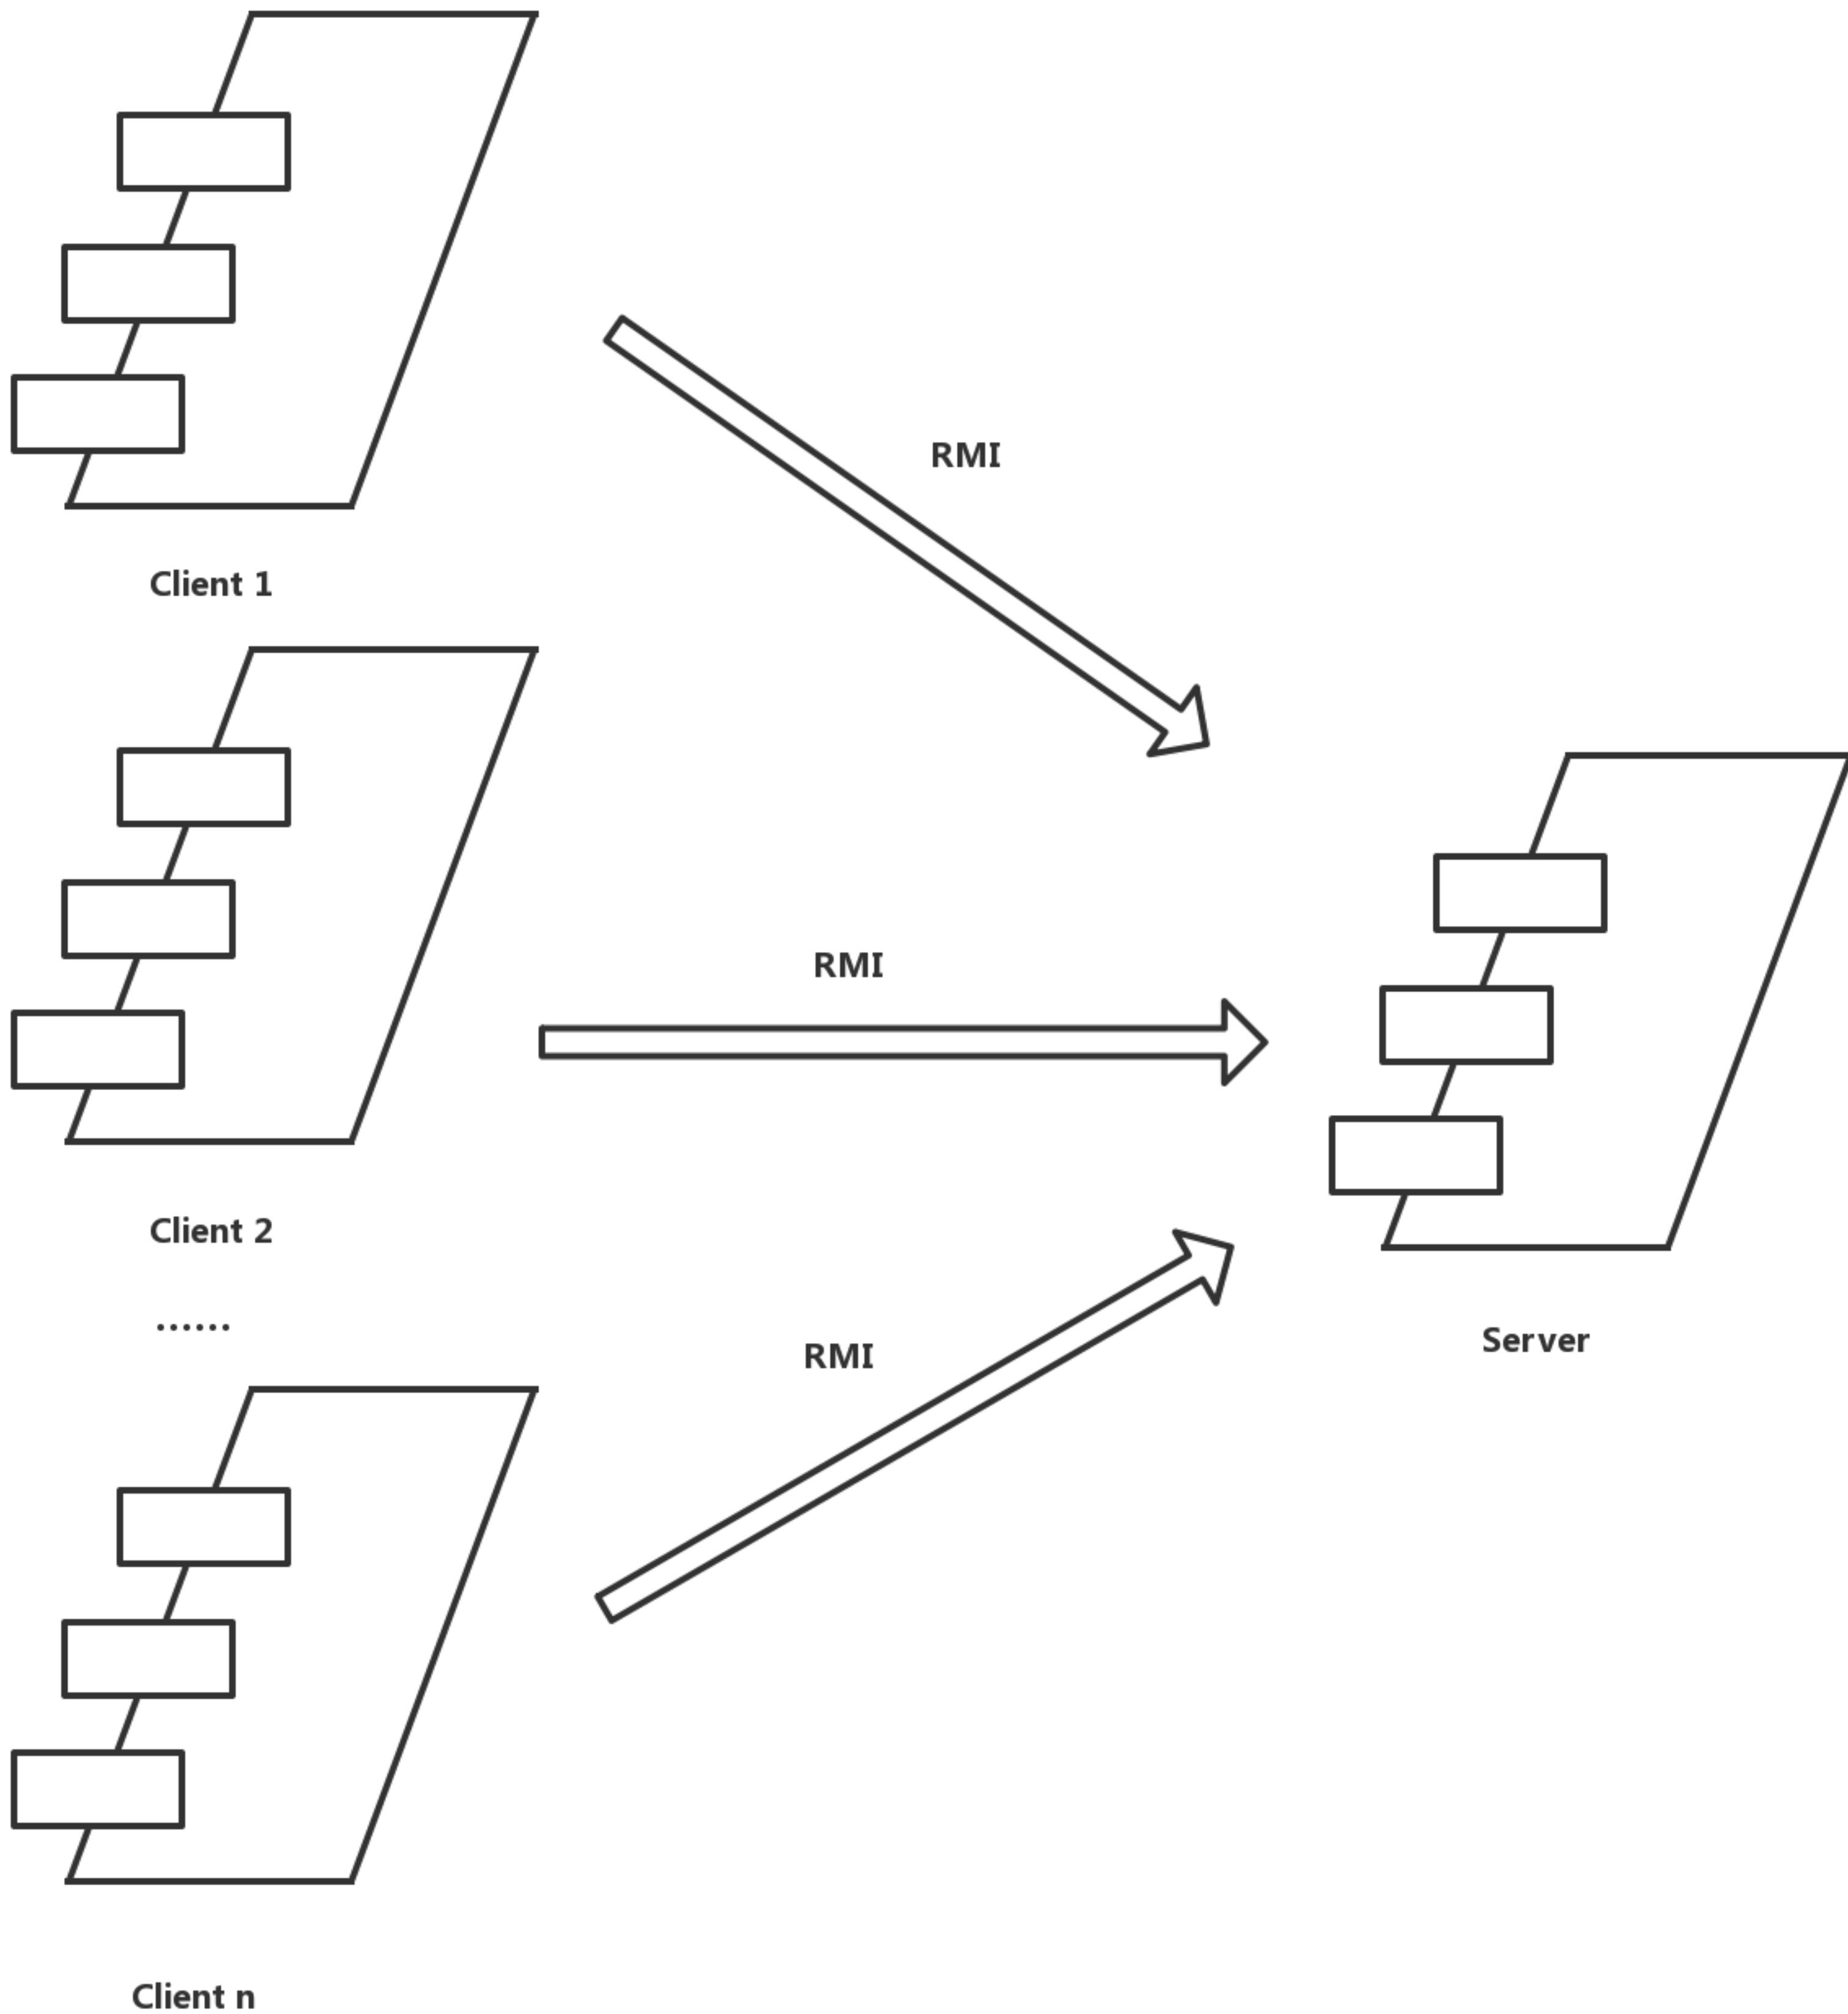 RMI
Client 1
RMI
Client 2
......
Server
RMI
Client n